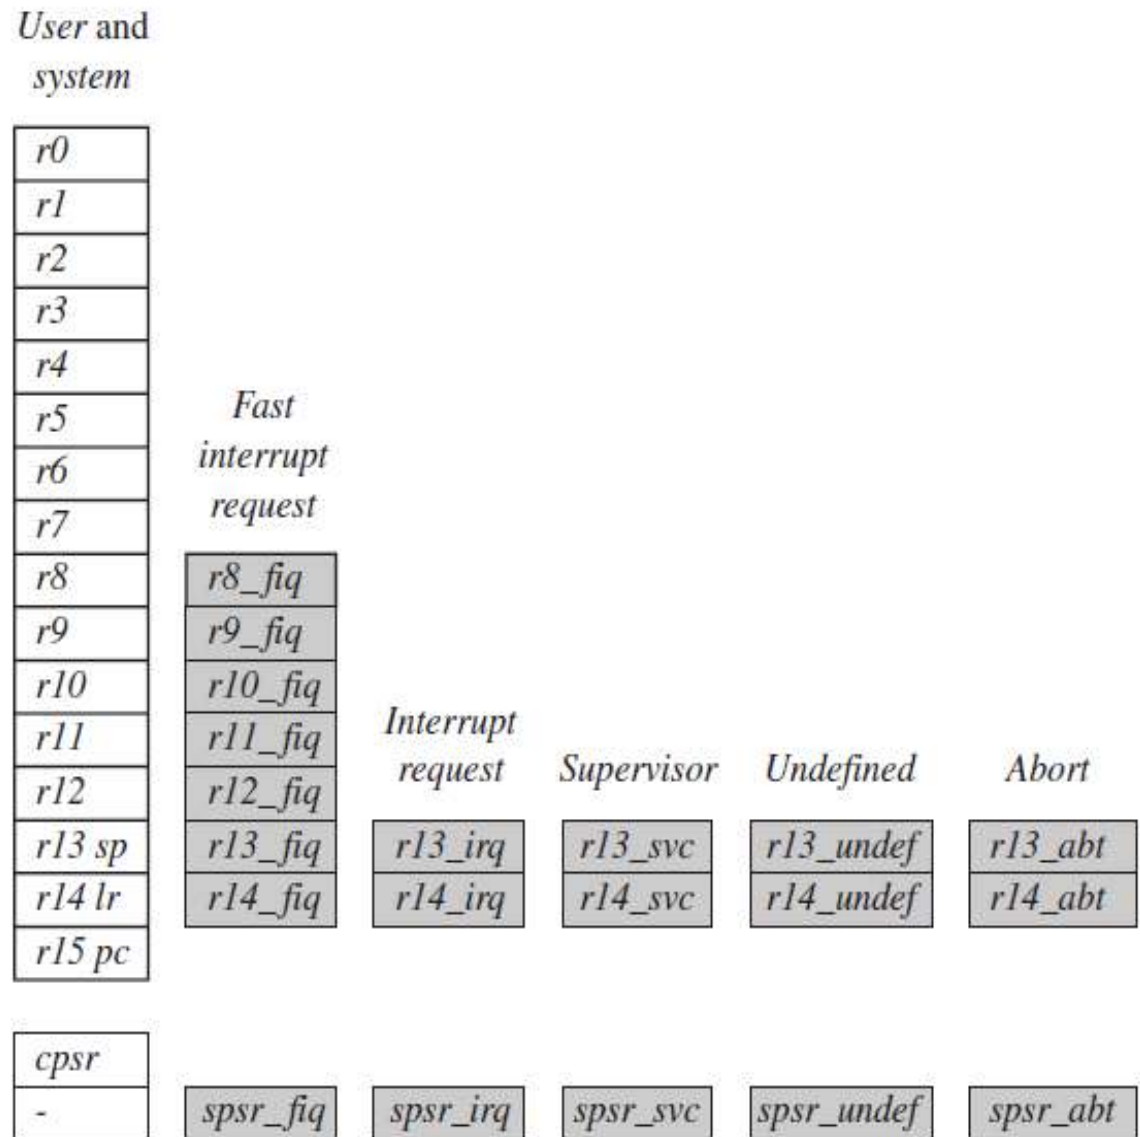 User and
system
r0
r1
r2
r3
r4
r5
r6
r7
r8
r9
r10
r11
r12
r13 sp
r14 lr
r15 pc
cpsr
-
Fast
interrupt
request
r8_fiq
r9_fiq
r10_fiq
r11_fiq
r12_fiq
r13_fiq
r14_fiq
spsr_fiq
Interrupt
request
r13_irq
r14_irq
spsr_irq
Supervisor
r13_svc
r14_svc
spsr_svc
Undefined
r13_undef
r14_undef
spsr_undef
Abort
r13_abt
r14_abt
spsr_abt